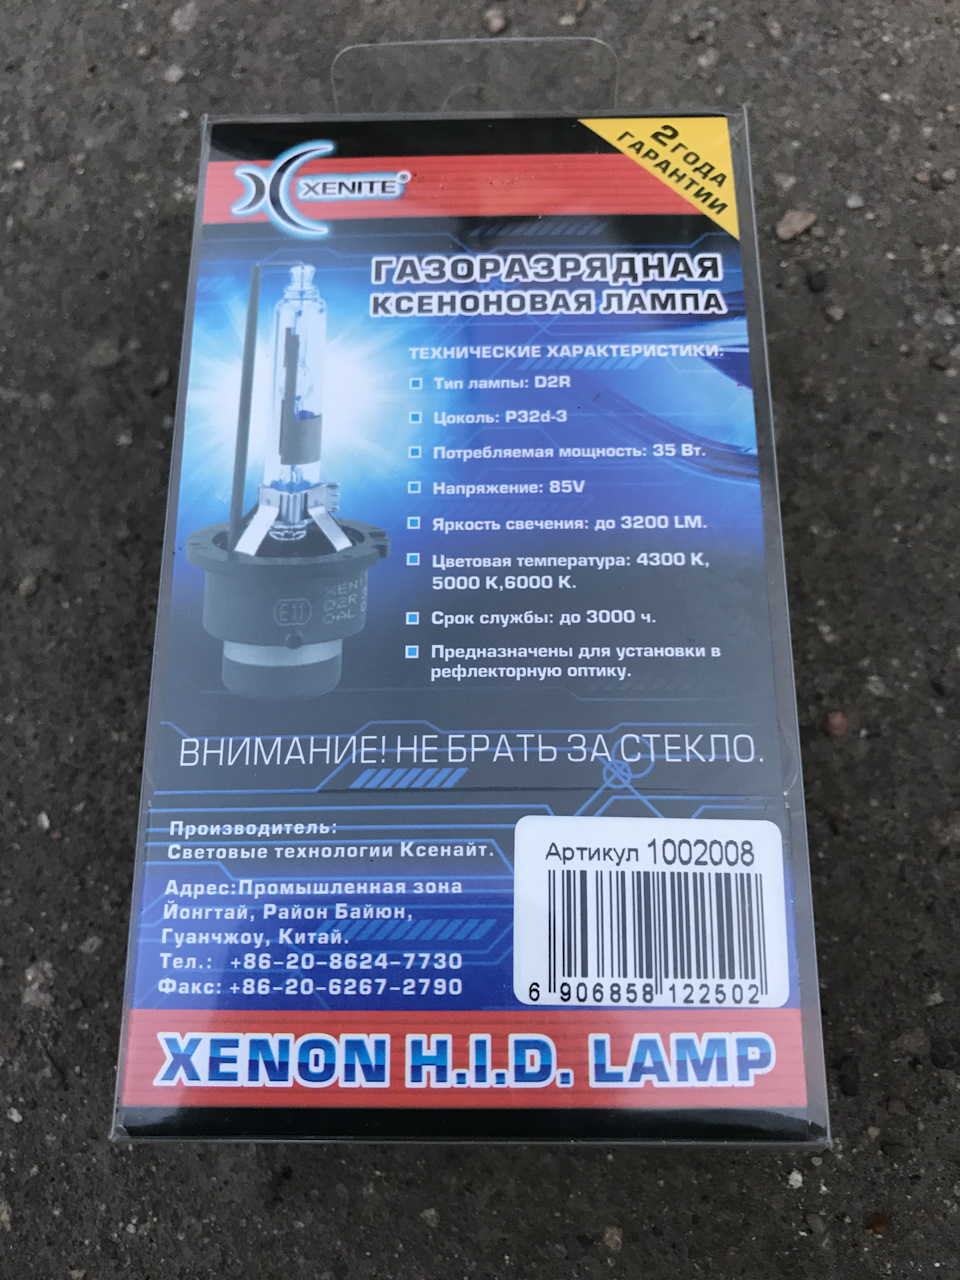 XENITE®
2 ГОДА
ГАРАНТИИ
ГАЗОРАЗРЯДНАЯ
КСЕНОНОВАЯ ЛАМПА
ТЕХНИЧЕСКИЕ ХАРАКТЕРИСТИКИ:
Тип лампы: D2R
Цоколь: P32d-3
Потребляемая мощность: 35 Вт.
Напряжение: 85V
Яркость свечения: до 3200 LM.
Цветовая температура: 4300 К,
5000 К,6000 К.
Срок службы: до 3000 ч.
Предназначены для установки в
рефлекторную оптику.
E11
XEN
D2R
ВНИМАНИЕ! НЕ БРАТЬ ЗА СТЕКЛО.
Производитель:
Световые технологии Ксенайт.
Адрес:Промышленная зона
Йонгтай, Район Байюн,
Гуанчжоу, Китай.
Тел.: +86-20-8624-7730
Факс: +86-20-6267-2790
Артикул 1002008
6 906858 122502
XENON H.I.D. LAMP